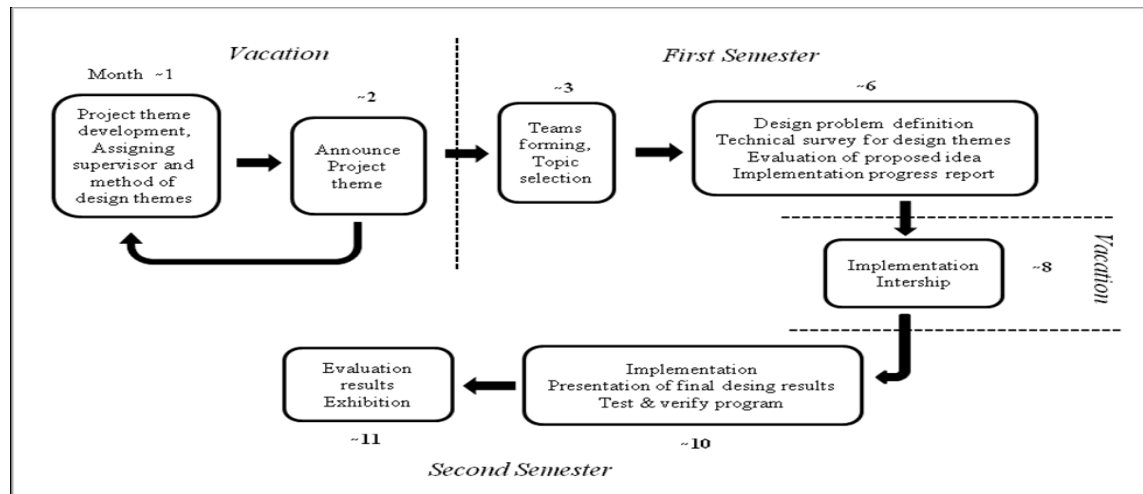 Vacation
First Semester
Month ~1
Project theme
development,
Assigning
supervisor and
method of
design themes
~2
Announce
Project
theme
~3
Teams
forming,
Topic
selection
~6
Design problem definition
Technical survey for design themes
Evaluation of proposed idea
Implementation progress report
Vacation
Implementation
Intership
~8
Implementation
Presentation of final desing results
Test & verify program
~10
Evaluation
results
Exhibition
~11
Second Semester